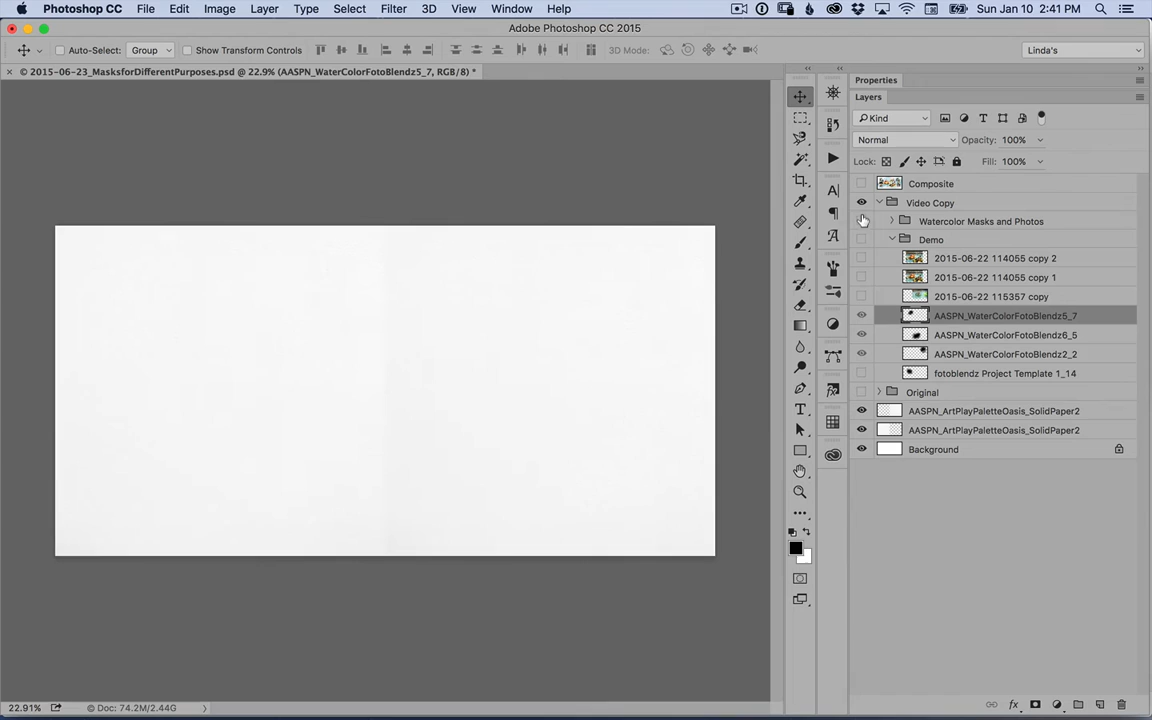 Photoshop CC File Edit Image Layer Type Select Filter 3D View Window Help Sun Jan 10 2:41 PM
Adobe Photoshop CC 2015
Auto-Select: Group Show Transform Controls 3D Mode: Linda's
× © 2015-06-23_MasksforDifferentPurposes.psd @ 22.9% (AASPN_WaterColorFotoBlendz5_7, RGB/8) *
Properties
Layers
Kind
Normal Opacity: 100%
Lock: Fill: 100%
Composite
Video Copy
Watercolor Masks and Photos
Demo
2015-06-22 114055 copy 2
2015-06-22 114055 copy 1
2015-06-22 115357 copy
AASPN_WaterColorFotoBlendz5_7
AASPN_WaterColorFotoBlendz6_5
AASPN_WaterColorFotoBlendz2_2
fotoblendz Project Template 1_14
Original
AASPN_ArtPlayPaletteOasis_SolidPaper2
AASPN_ArtPlayPaletteOasis_SolidPaper2
Background
22.91% © Doc: 74.2M/2.44G
fx